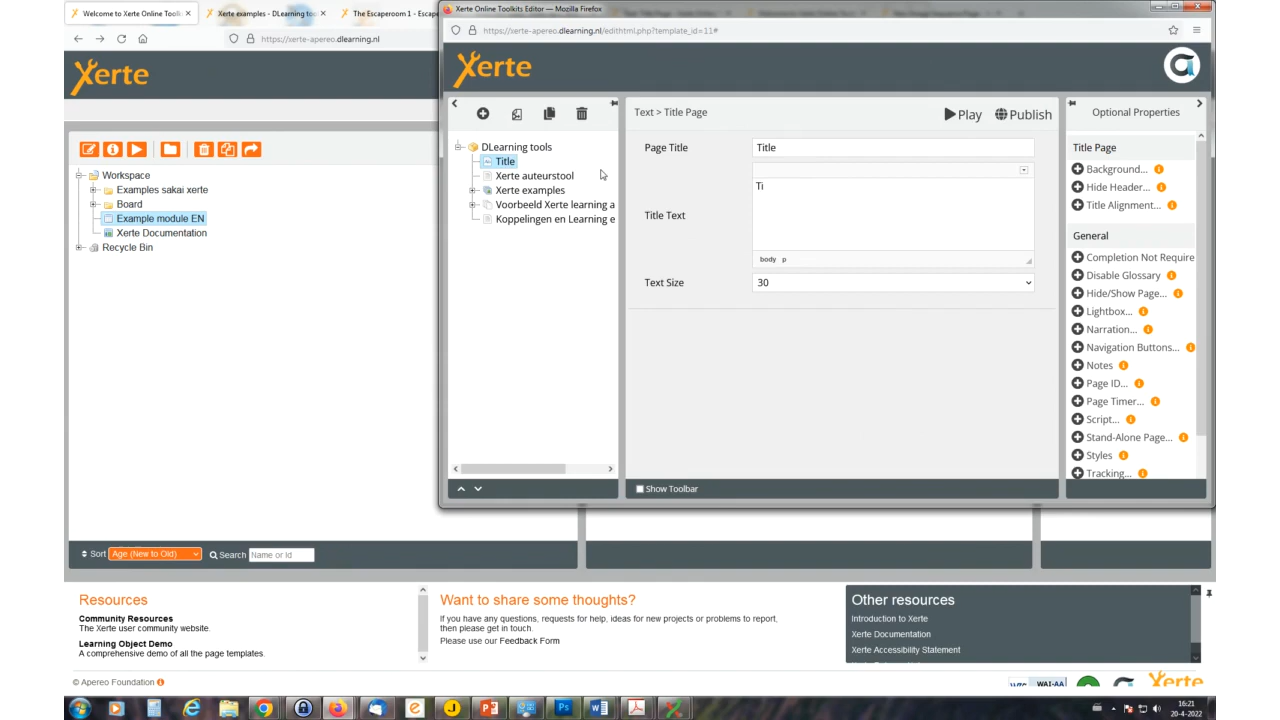 Welcome to Xerte Online Toolk
Xerte examples - DLearning to
The Escaperoom 1 - Escape
Xerte Online Toolkits Editor — Mozilla Firefox
https://xerte-apereo.dlearning.nl
https://xerte-apereo.dlearning.nl/edithtml.php?template_id=11#
Xerte
Xerte
Workspace
Examples sakai xerte
Board
Example module EN
Xerte Documentation
Recycle Bin
DLearning tools
Title
Xerte auteurstool
Xerte examples
Voorbeeld Xerte learning a
Koppelingen en Learning e
Text > Title Page
Play
Publish
Page Title
Title
Title Text
Ti
body p
Text Size
30
Show Toolbar
Optional Properties
Title Page
Background...
Hide Header...
Title Alignment...
General
Completion Not Require
Disable Glossary
Hide/Show Page...
Lightbox...
Narration...
Navigation Buttons...
Notes
Page ID...
Page Timer...
Script...
Stand-Alone Page...
Styles
Tracking...
Sort Age (New to Old) Search Name or Id
Resources
Community Resources
The Xerte user community website.
Learning Object Demo
A comprehensive demo of all the page templates.
Want to share some thoughts?
If you have any questions, requests for help, ideas for new projects or problems to report,
then please get in touch.
Please use our Feedback Form
Other resources
Introduction to Xerte
Xerte Documentation
Xerte Accessibility Statement
© Apereo Foundation
WAI-AA
Xerte
16:21
20-4-2022